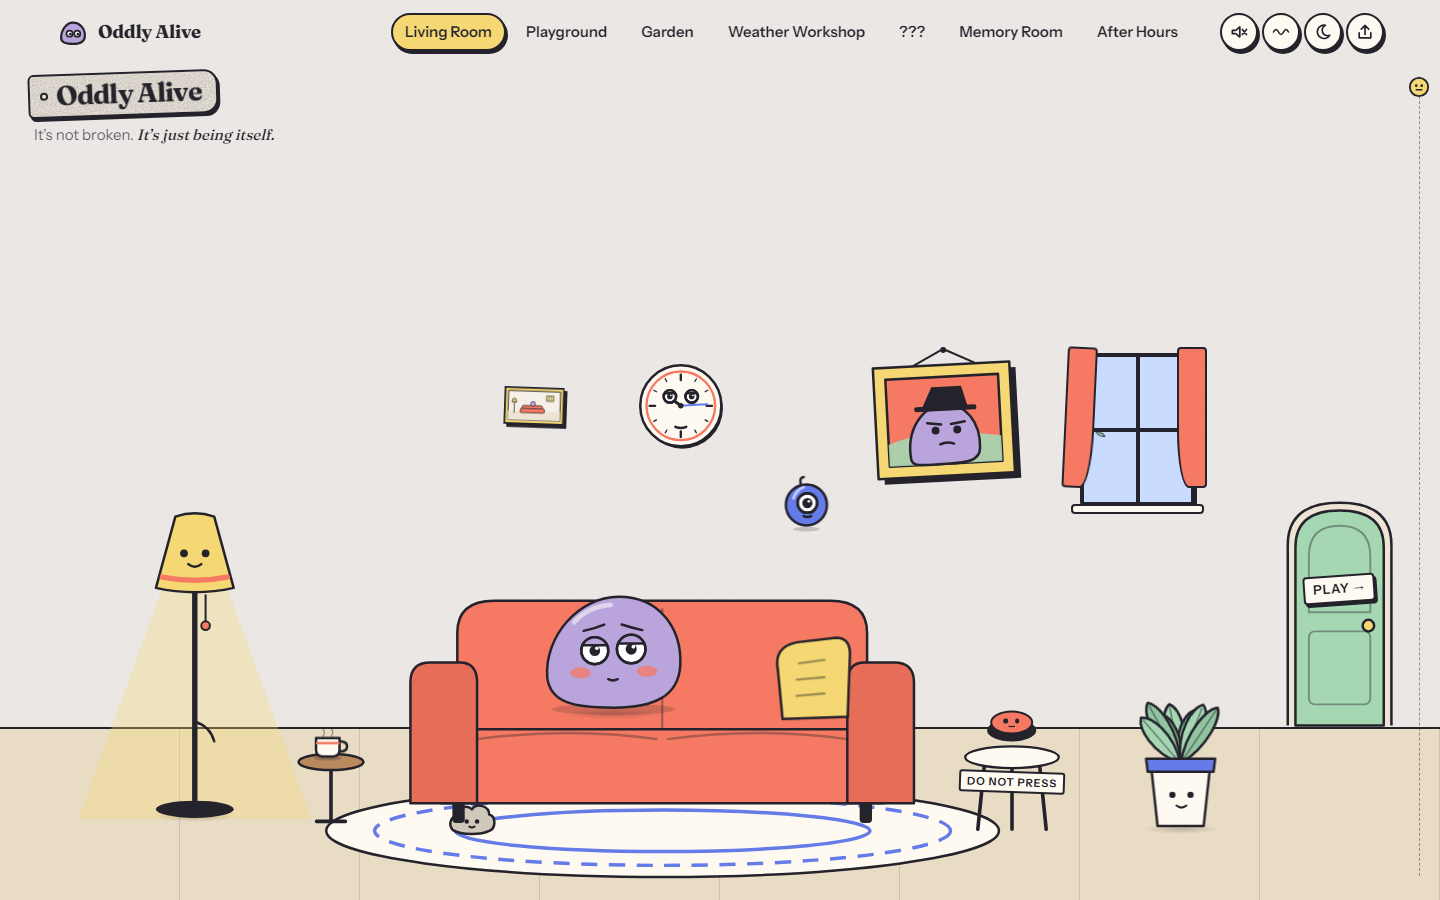 Oddly Alive
Living Room
Playground
Garden
Weather Workshop
???
Memory Room
After Hours
Oddly Alive
It's not broken. It's just being itself.
PLAY →
DO NOT PRESS